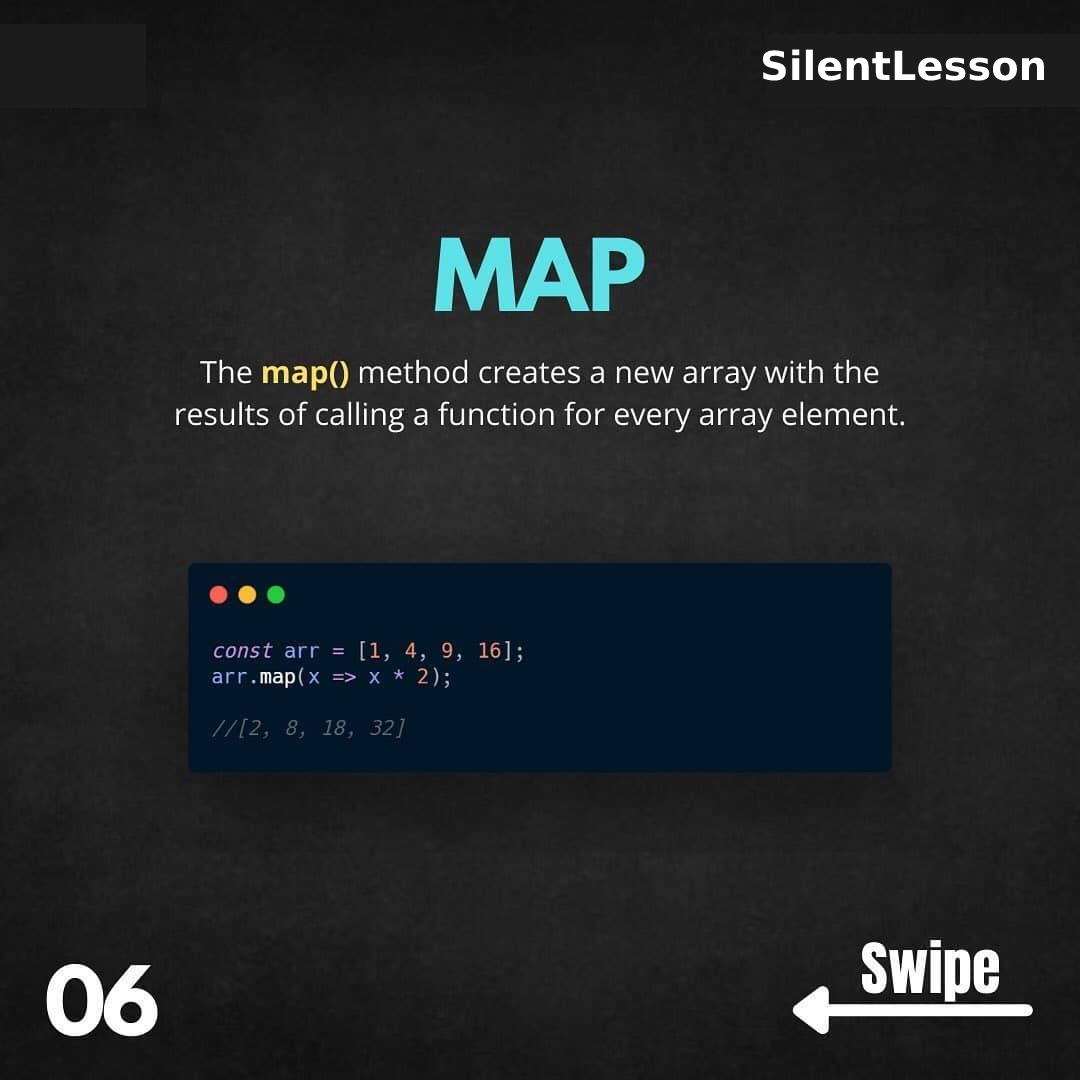 SilentLesson
MAP
The map() method creates a new array with the
results of calling a function for every array element.
const arr = [1, 4, 9, 16];
arr.map(x => x * 2);
//[2, 8, 18, 32]
06
Swipe